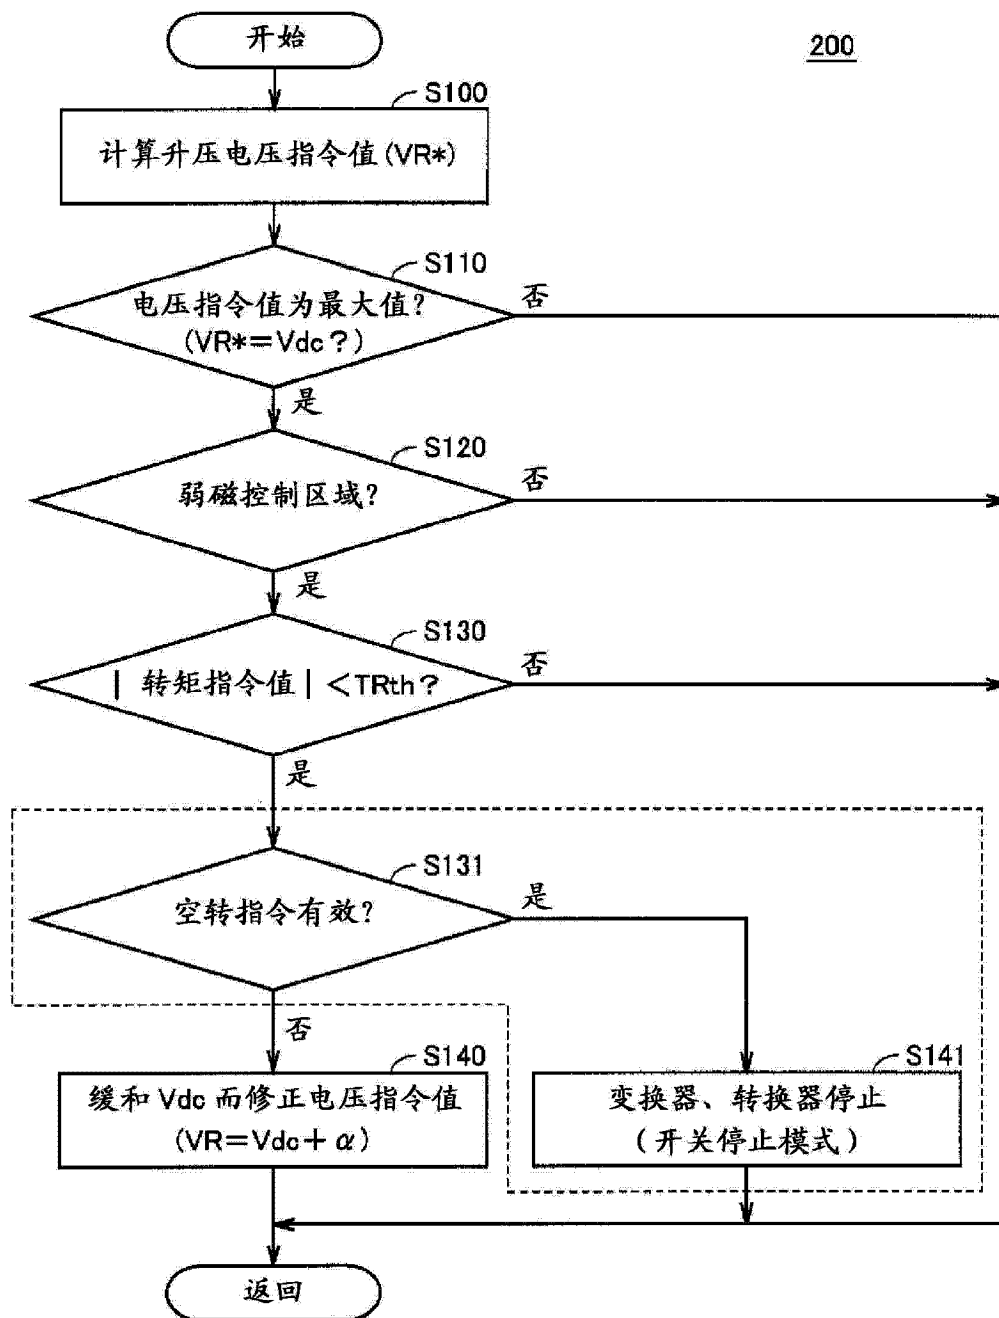 开始
200
S100
计算升压电压指令值(VR*)
S110
电压指令值为最大值?
(VR*=Vdc?)
否
是
S120
弱磁控制区域?
否
是
S130
| 转矩指令值 | <TRth?
否
是
S131
空转指令有效?
是
否
S140
缓和 Vdc 而修正电压指令值
(VR=Vdc+α)
S141
变换器、转换器停止
(开关停止模式)
返回